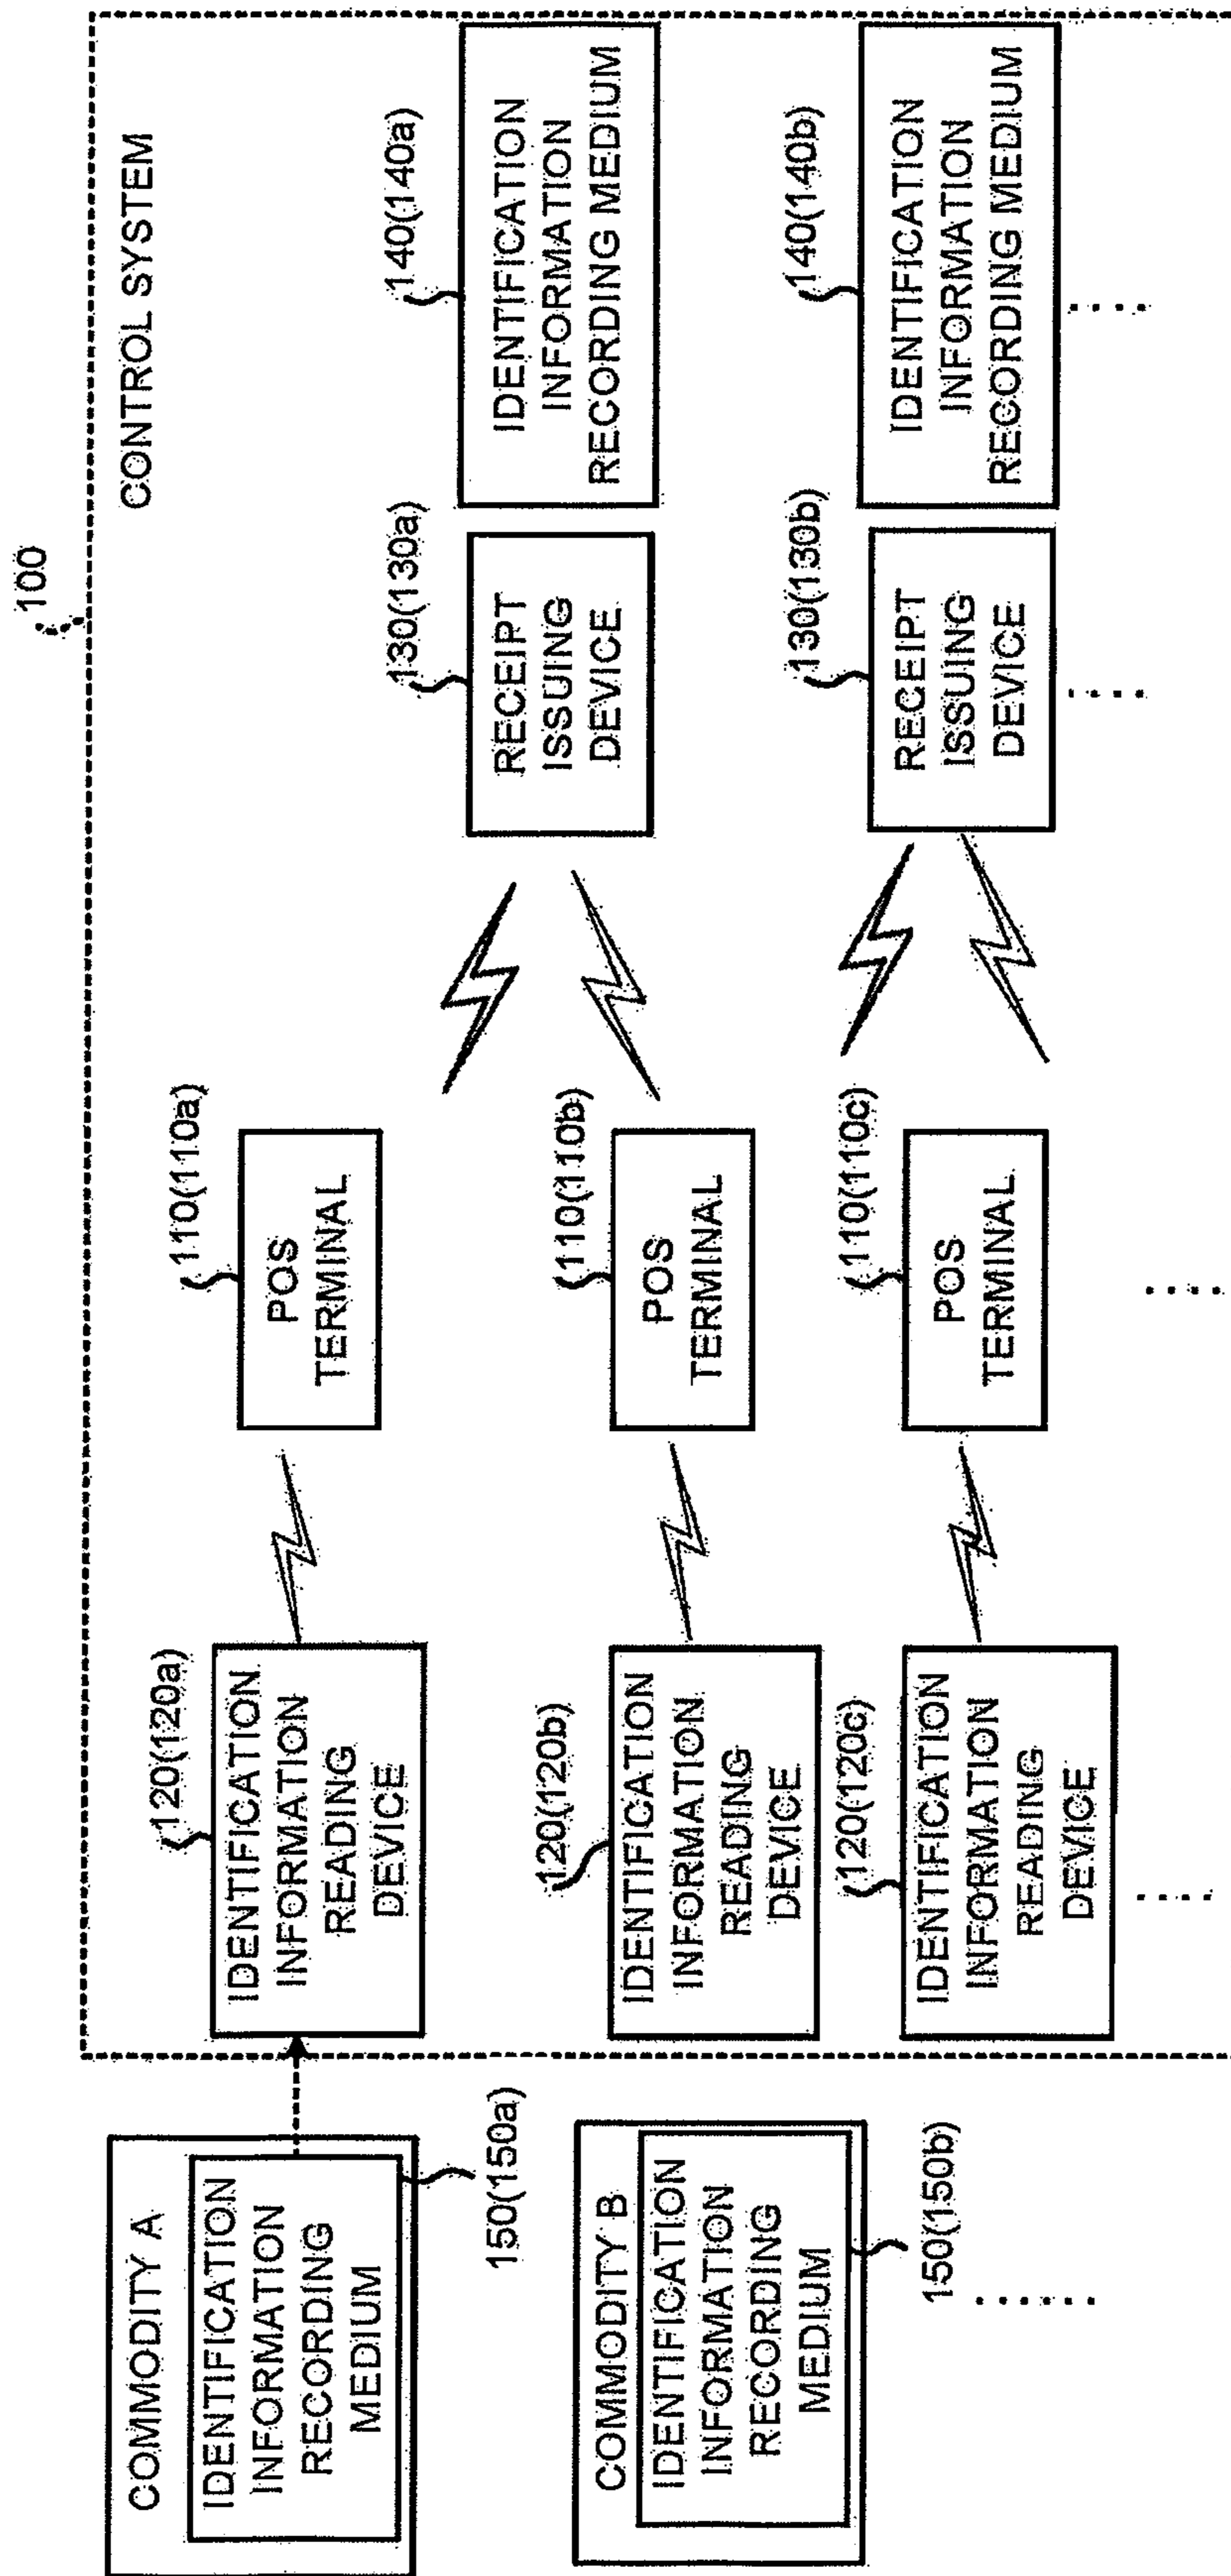 100
CONTROL SYSTEM
COMMODITY A
IDENTIFICATION
INFORMATION
RECORDING
MEDIUM
150(150a)
120(120a)
IDENTIFICATION
INFORMATION
READING
DEVICE
110(110a)
POS
TERMINAL
130(130a)
RECEIPT
ISSUING
DEVICE
140(140a)
IDENTIFICATION
INFORMATION
RECORDING MEDIUM
COMMODITY B
IDENTIFICATION
INFORMATION
RECORDING
MEDIUM
150(150b)
120(120b)
IDENTIFICATION
INFORMATION
READING
DEVICE
110(110b)
POS
TERMINAL
120(120c)
IDENTIFICATION
INFORMATION
READING
DEVICE
110(110c)
POS
TERMINAL
130(130b)
RECEIPT
ISSUING
DEVICE
140(140b)
IDENTIFICATION
INFORMATION
RECORDING MEDIUM